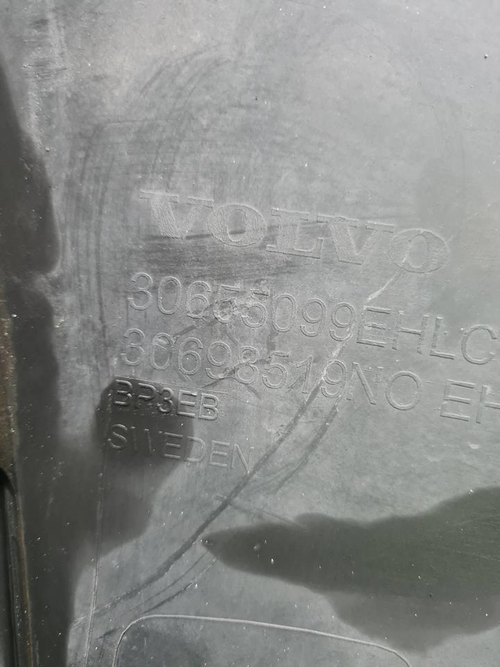 VOLVO
30655099EHLC
30698519NO EH
BP3EB
SWEDEN